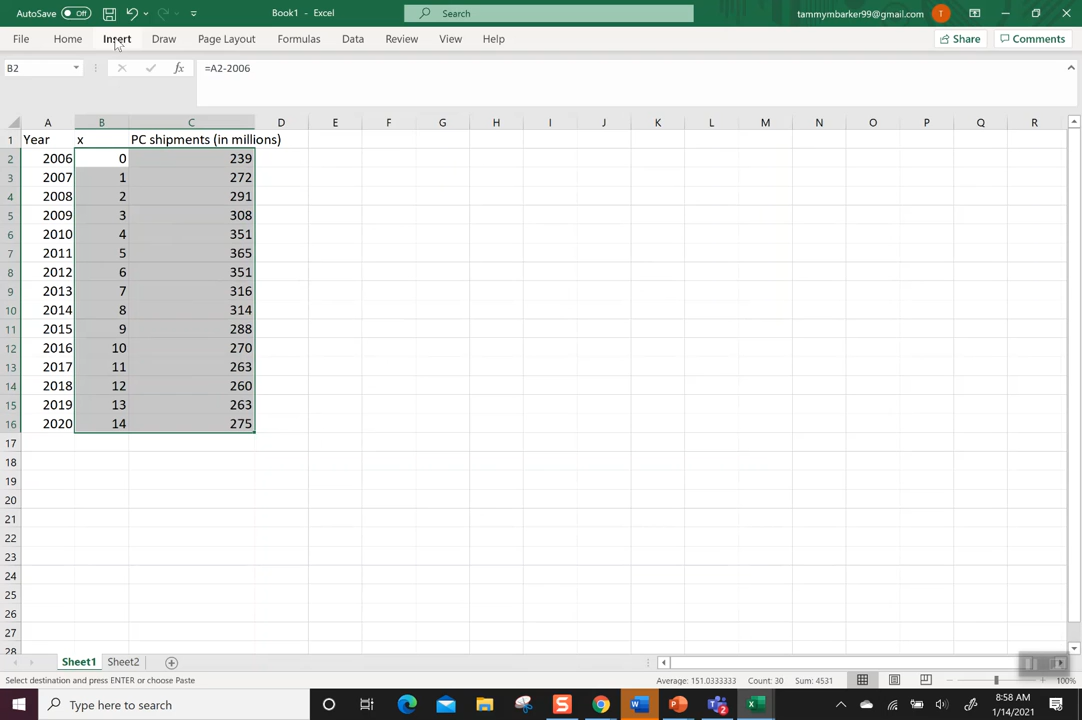 AutoSave Off Book1 - Excel Search tammymbarker99@gmail.com T
File Home Insert Draw Page Layout Formulas Data Review View Help Share Comments
B2 fx =A2-2006
A B C D E F G H I J K L M N O P Q R
1 Year x PC shipments (in millions)
2 2006 0 239
3 2007 1 272
4 2008 2 291
5 2009 3 308
6 2010 4 351
7 2011 5 365
8 2012 6 351
9 2013 7 316
10 2014 8 314
11 2015 9 288
12 2016 10 270
13 2017 11 263
14 2018 12 260
15 2019 13 263
16 2020 14 275
17
18
19
20
21
22
23
24
25
26
27
28
Sheet1 Sheet2
Select destination and press ENTER or choose Paste Average: 151.0333333 Count: 30 Sum: 4531 100%
Type here to search 8:58 AM
1/14/2021